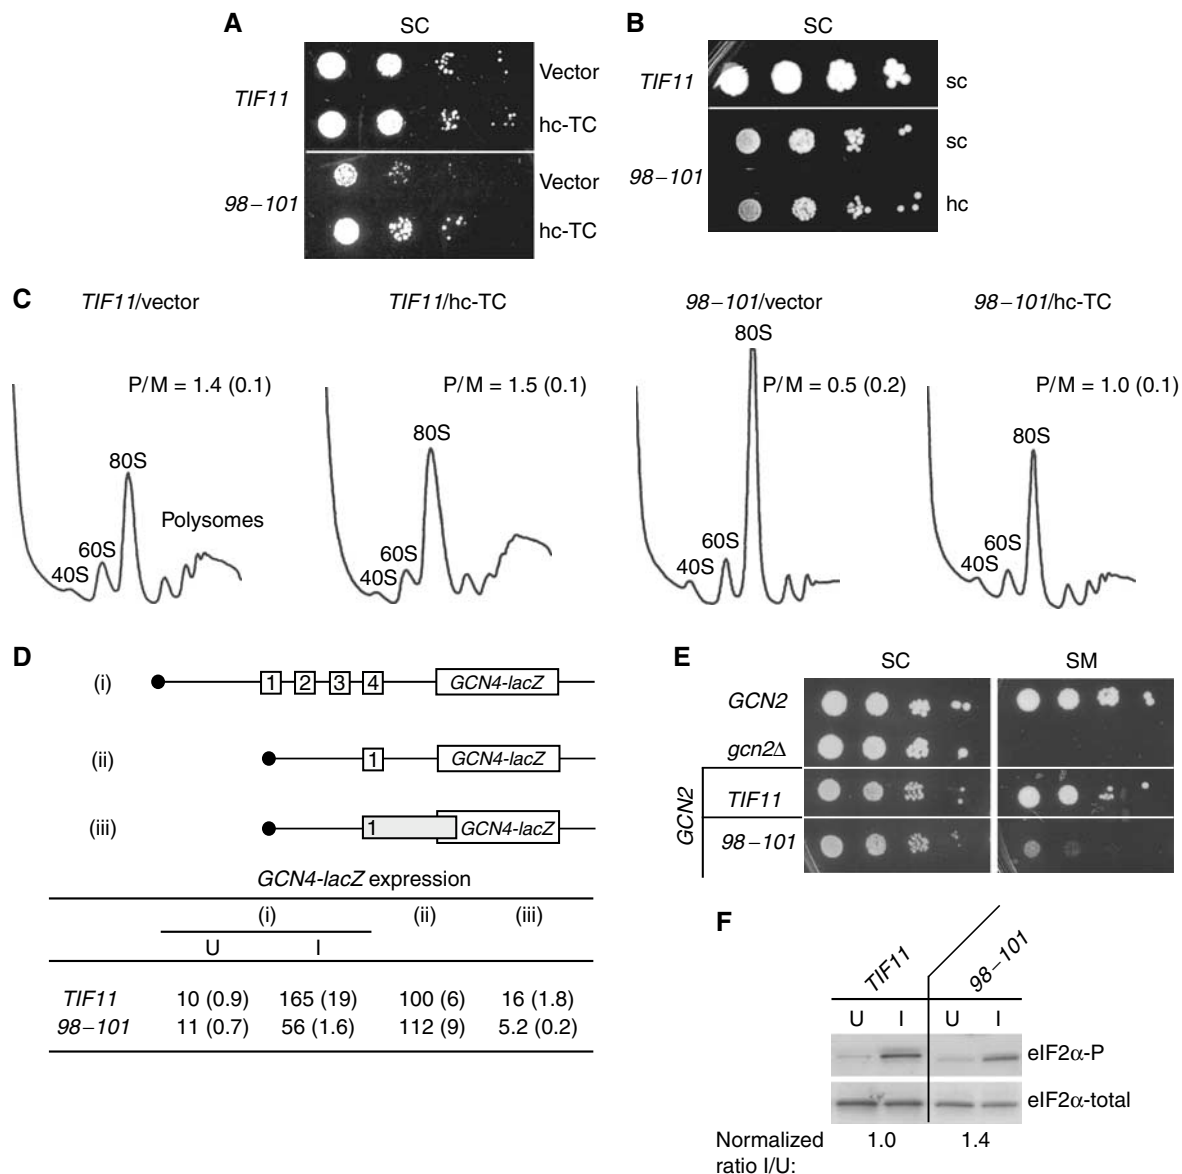 A
SC
TIF11
Vector
hc-TC
98–101
Vector
hc-TC
B
SC
TIF11
sc
98–101
sc
hc
C
TIF11/vector
P/M = 1.4 (0.1)
40S
60S
80S
Polysomes
TIF11/hc-TC
P/M = 1.5 (0.1)
40S
60S
80S
98–101/vector
P/M = 0.5 (0.2)
40S
60S
80S
98–101/hc-TC
P/M = 1.0 (0.1)
40S
60S
80S
D
(i)
1 2 3 4 GCN4-lacZ
(ii)
1 GCN4-lacZ
(iii)
1 GCN4-lacZ
GCN4-lacZ expression
(i) (ii) (iii)
U I
TIF11 10 (0.9) 165 (19) 100 (6) 16 (1.8)
98–101 11 (0.7) 56 (1.6) 112 (9) 5.2 (0.2)
E
SC SM
GCN2
gcn2Δ
GCN2
TIF11
98–101
F
TIF11 98–101
U I U I
eIF2α-P
eIF2α-total
Normalized 1.0 1.4
ratio I/U: